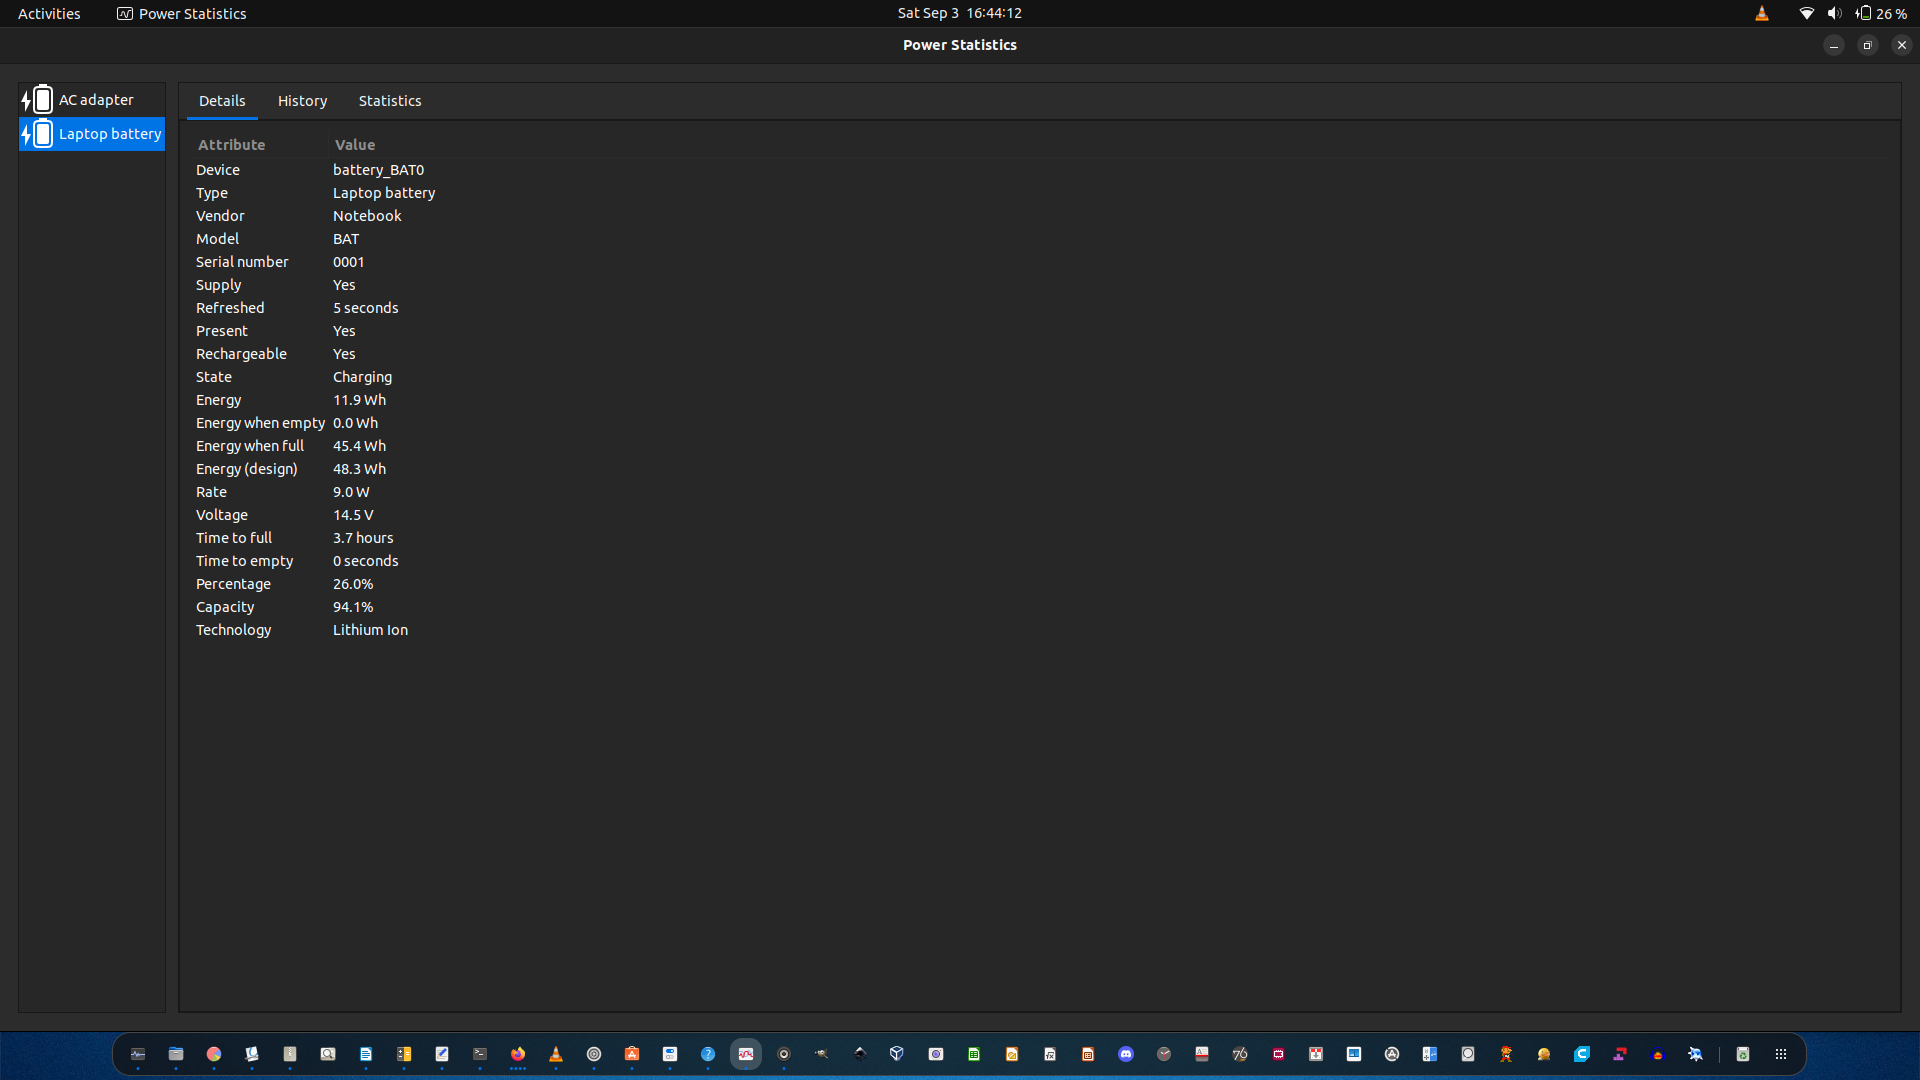 Activities
Power Statistics
Sat Sep 3 16:44:12
26 %
Power Statistics
AC adapter
Laptop battery
Details History Statistics
Attribute Value
Device battery_BAT0
Type Laptop battery
Vendor Notebook
Model BAT
Serial number 0001
Supply Yes
Refreshed 5 seconds
Present Yes
Rechargeable Yes
State Charging
Energy 11.9 Wh
Energy when empty 0.0 Wh
Energy when full 45.4 Wh
Energy (design) 48.3 Wh
Rate 9.0 W
Voltage 14.5 V
Time to full 3.7 hours
Time to empty 0 seconds
Percentage 26.0%
Capacity 94.1%
Technology Lithium Ion